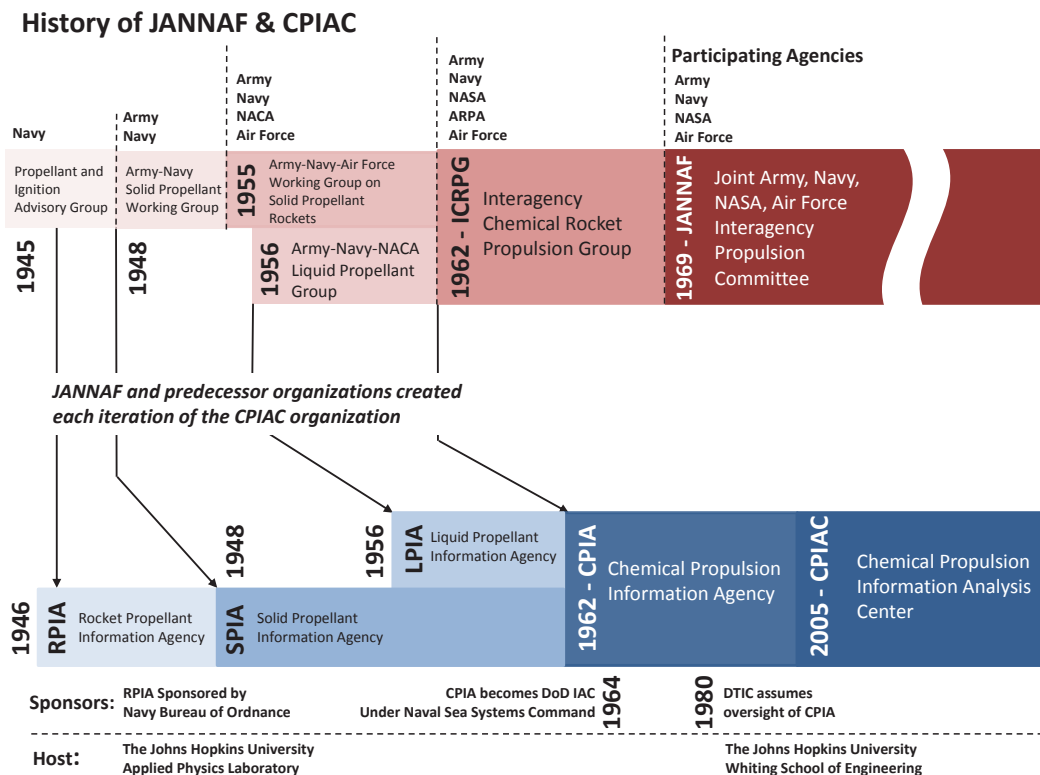 History of JANNAF & CPIAC
Participating Agencies
Navy
Army
Navy
Army
Navy
NACA
Air Force
Army
Navy
NASA
ARPA
Air Force
Army
Navy
NASA
Air Force
Propellant and
Ignition
Advisory Group
1945
Army-Navy
Solid Propellant
Working Group
1948
1955
Army-Navy-Air Force
Working Group on
Solid Propellant
Rockets
1956
Army-Navy-NACA
Liquid Propellant
Group
1962 - ICRPG
Interagency
Chemical Rocket
Propulsion Group
1969 - JANNAF
Joint Army, Navy,
NASA, Air Force
Interagency
Propulsion
Committee
JANNAF and predecessor organizations created
each iteration of the CPIAC organization
1946
RPIA
Rocket Propellant
Information Agency
1948
SPIA
Solid Propellant
Information Agency
1956
LPIA
Liquid Propellant
Information Agency
1962 - CPIA
Chemical Propulsion
Information Agency
2005 - CPIAC
Chemical Propulsion
Information Analysis
Center
Sponsors:
RPIA Sponsored by
Navy Bureau of Ordnance
CPIA becomes DoD IAC
Under Naval Sea Systems Command
1964
1980
DTIC assumes
oversight of CPIA
Host:
The Johns Hopkins University
Applied Physics Laboratory
The Johns Hopkins University
Whiting School of Engineering